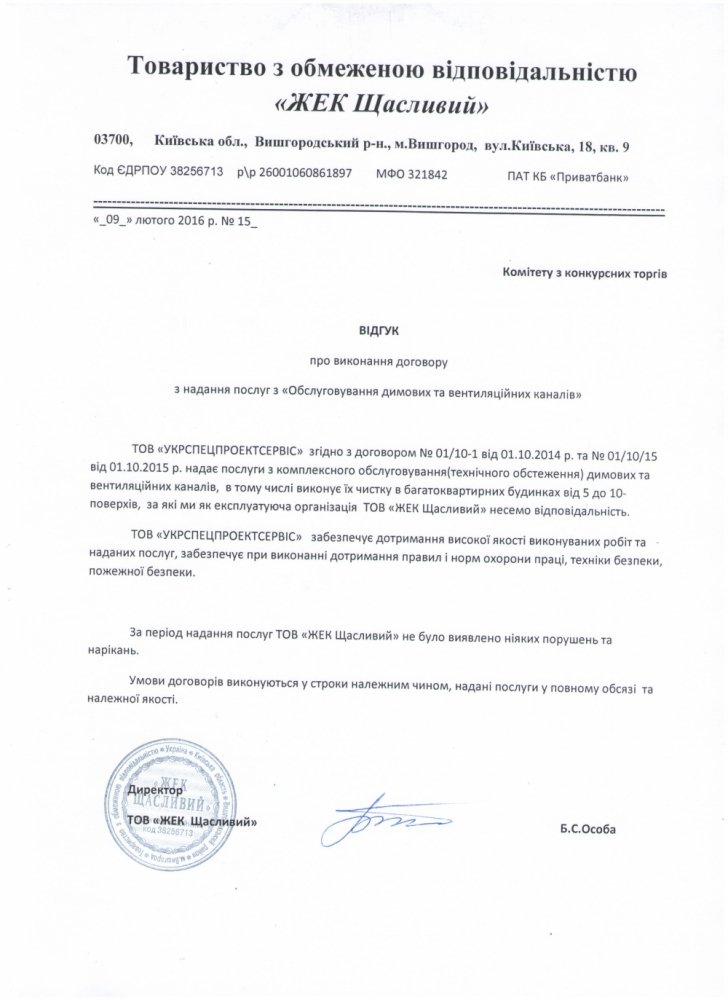 Товариство з обмеженою відповідальністю
«ЖЕК Щасливий»
03700, Київська обл., Вишгородський р-н., м.Вишгород, вул.Київська, 18, кв. 9
Код ЄДРПОУ 38256713 р\р 26001060861897 МФО 321842 ПАТ КБ «Приватбанк»
«_09_» лютого 2016 р. № 15_
Комітету з конкурсних торгів
ВІДГУК
про виконання договору
з надання послуг з «Обслуговування димових та вентиляційних каналів»
ТОВ «УКРСПЕЦПРОЕКТСЕРВІС» згідно з договором № 01/10-1 від 01.10.2014 р. та № 01/10/15
від 01.10.2015 р. надає послуги з комплексного обслуговування(технічного обстеження) димових та
вентиляційних каналів, в тому числі виконує їх чистку в багатоквартирних будинках від 5 до 10-
поверхів, за які ми як експлуатуюча організація ТОВ «ЖЕК Щасливий» несемо відповідальність.
ТОВ «УКРСПЕЦПРОЕКТСЕРВІС» забезпечує дотримання високої якості виконуваних робіт та
наданих послуг, забезпечує при виконанні дотримання правил і норм охорони праці, техніки безпеки,
пожежної безпеки.
За період надання послуг ТОВ «ЖЕК Щасливий» не було виявлено ніяких порушень та
нарікань.
Умови договорів виконуються у строки належним чином, надані послуги у повному обсязі та
належної якості.
«ЖЕК
ЩАСЛИВИЙ»
код 38256713
Директор
ТОВ «ЖЕК Щасливий»
Б.С.Особа